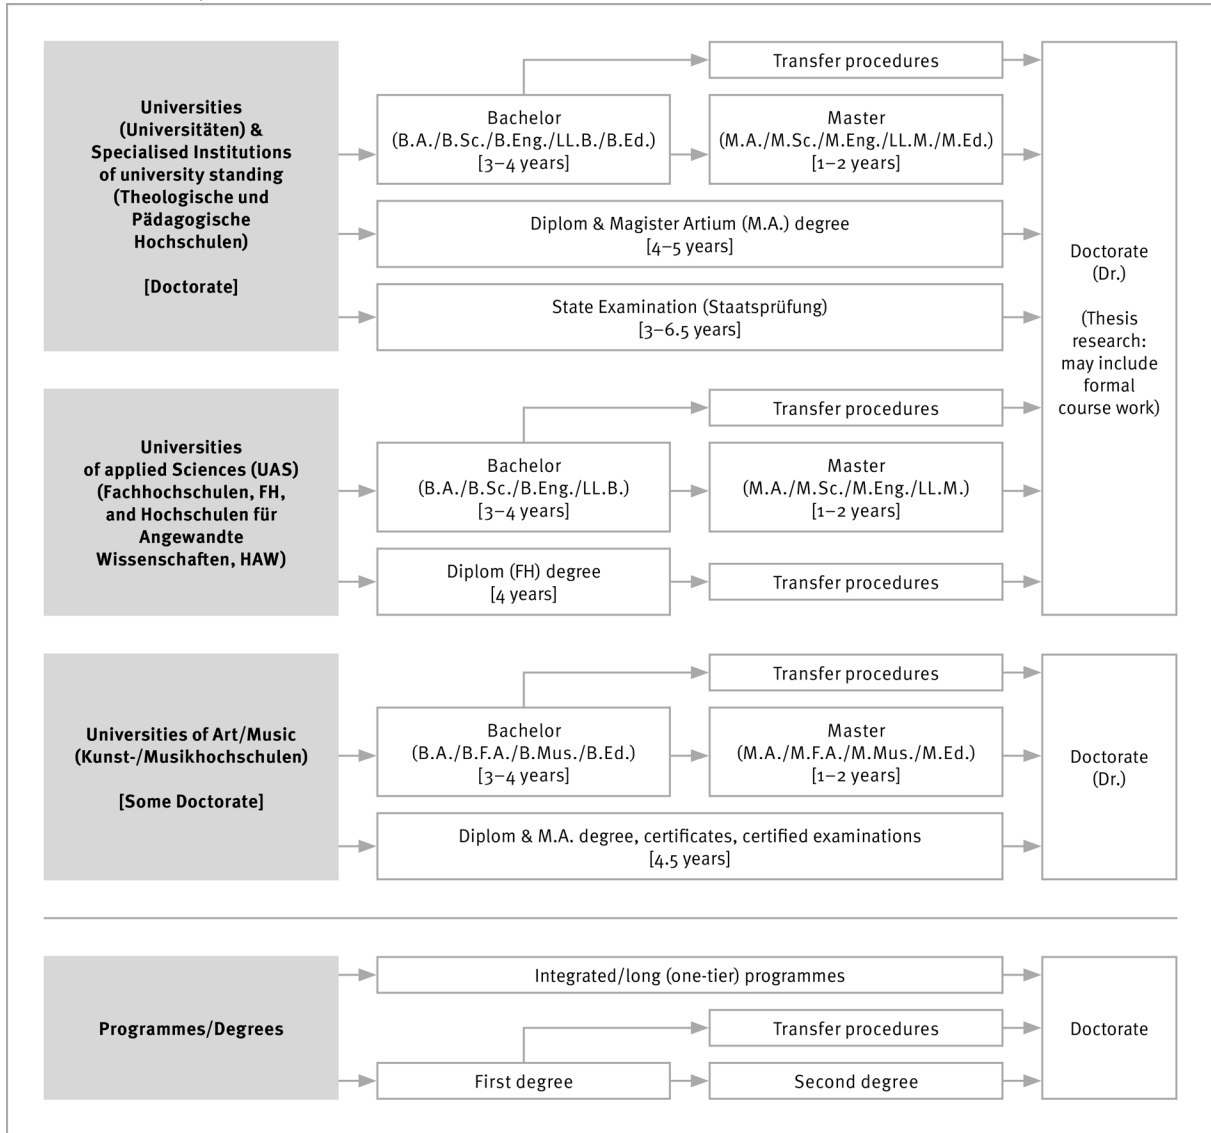 Universities
(Universitäten) &
Specialised Institutions
of university standing
(Theologische und
Pädagogische
Hochschulen)
[Doctorate]
Transfer procedures
Bachelor
(B.A./B.Sc./B.Eng./LL.B./B.Ed.)
[3–4 years]
Master
(M.A./M.Sc./M.Eng./LL.M./M.Ed.)
[1–2 years]
Diplom & Magister Artium (M.A.) degree
[4–5 years]
State Examination (Staatsprüfung)
[3–6.5 years]
Doctorate
(Dr.)
(Thesis
research:
may include
formal
course work)
Universities
of applied Sciences (UAS)
(Fachhochschulen, FH,
and Hochschulen für
Angewandte
Wissenschaften, HAW)
Transfer procedures
Bachelor
(B.A./B.Sc./B.Eng./LL.B.)
[3–4 years]
Master
(M.A./M.Sc./M.Eng./LL.M.)
[1–2 years]
Diplom (FH) degree
[4 years]
Transfer procedures
Universities of Art/Music
(Kunst-/Musikhochschulen)
[Some Doctorate]
Transfer procedures
Bachelor
(B.A./B.F.A./B.Mus./B.Ed.)
[3–4 years]
Master
(M.A./M.F.A./M.Mus./M.Ed.)
[1–2 years]
Diplom & M.A. degree, certificates, certified examinations
[4.5 years]
Doctorate
(Dr.)
Programmes/Degrees
Integrated/long (one-tier) programmes
Transfer procedures
First degree
Second degree
Doctorate